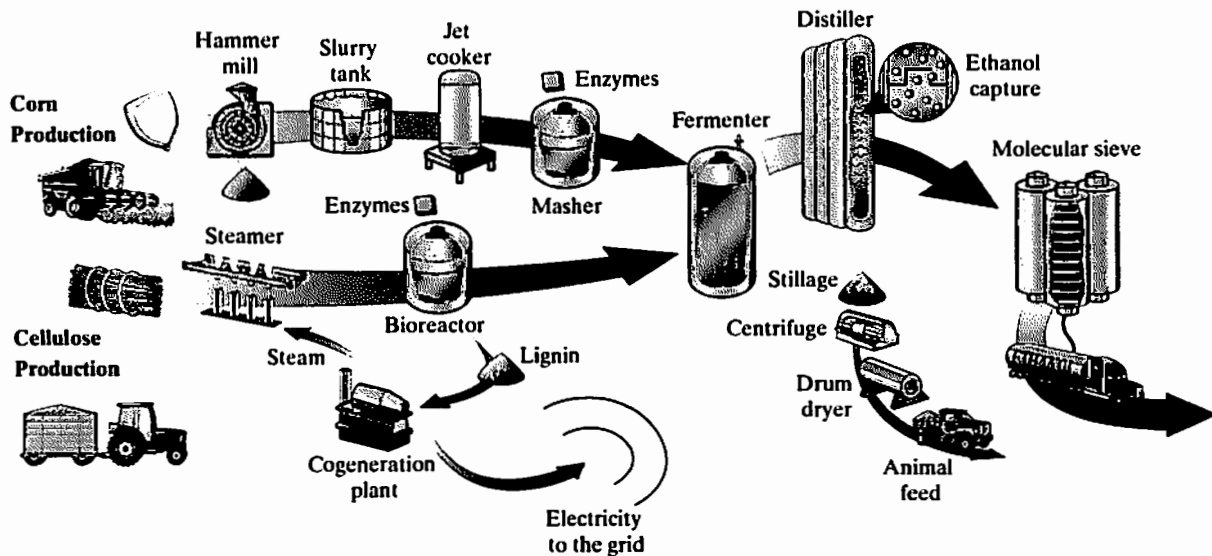 Distiller
Hammer
mill
Slurry
tank
Jet
cooker
Enzymes
Ethanol
capture
Corn
Production
Fermenter
Molecular sieve
Enzymes
Masher
Steamer
Stillage
Bioreactor
Centrifuge
Cellulose
Production
Steam
Lignin
Drum
dryer
Cogeneration
plant
Animal
feed
Electricity
to the grid
ETHANOL